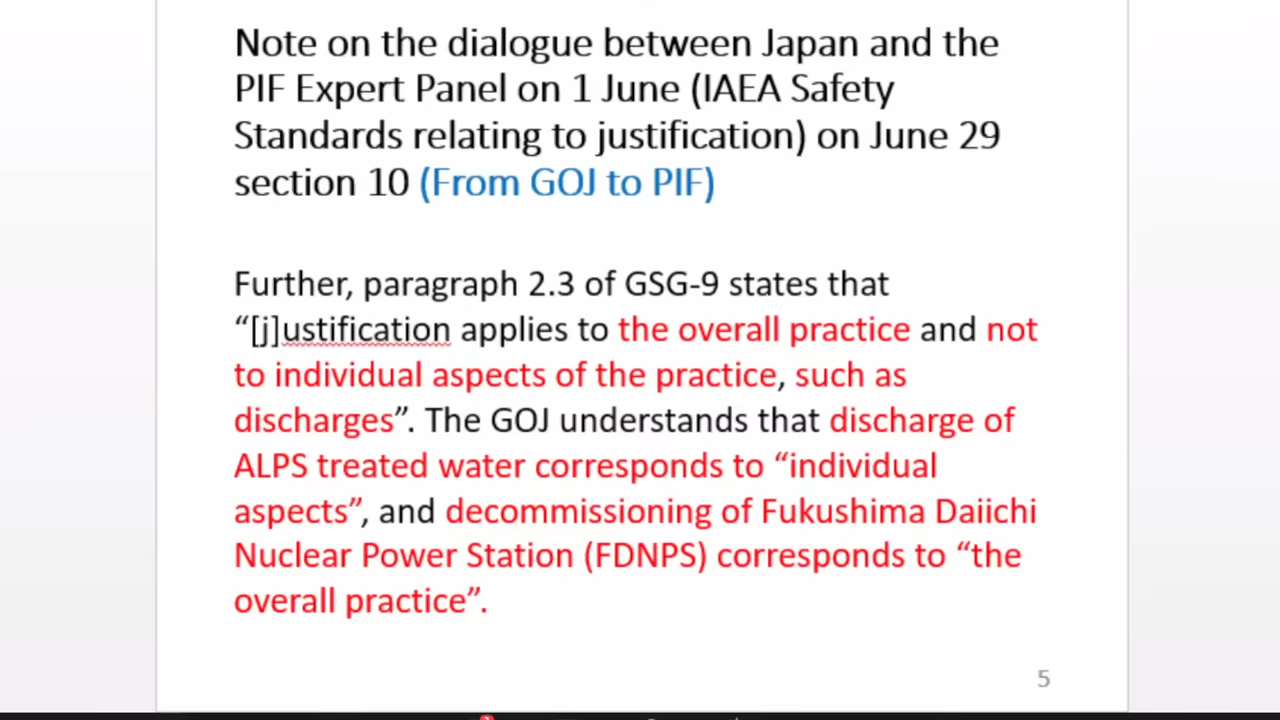 Note on the dialogue between Japan and the
PIF Expert Panel on 1 June (IAEA Safety
Standards relating to justification) on June 29
section 10 (From GOJ to PIF)
Further, paragraph 2.3 of GSG-9 states that
“[j]ustification applies to the overall practice and not
to individual aspects of the practice, such as
discharges”. The GOJ understands that discharge of
ALPS treated water corresponds to “individual
aspects”, and decommissioning of Fukushima Daiichi
Nuclear Power Station (FDNPS) corresponds to “the
overall practice”.
5